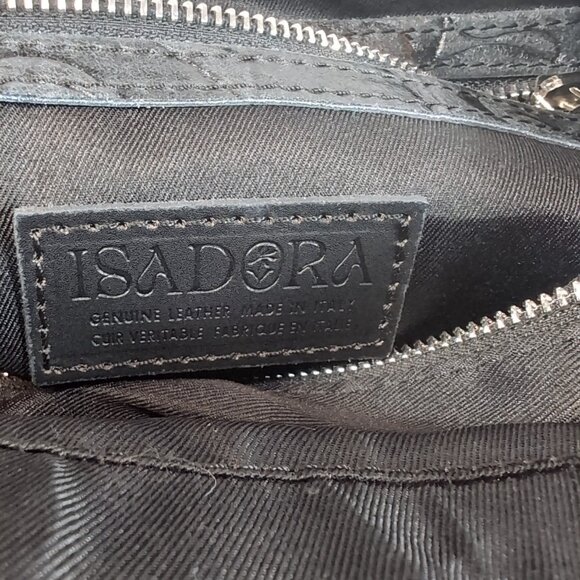 ISADORA
GENUINE LEATHER MADE IN ITALY
CUIR VERITABLE FABRIQUE EN ITALIE